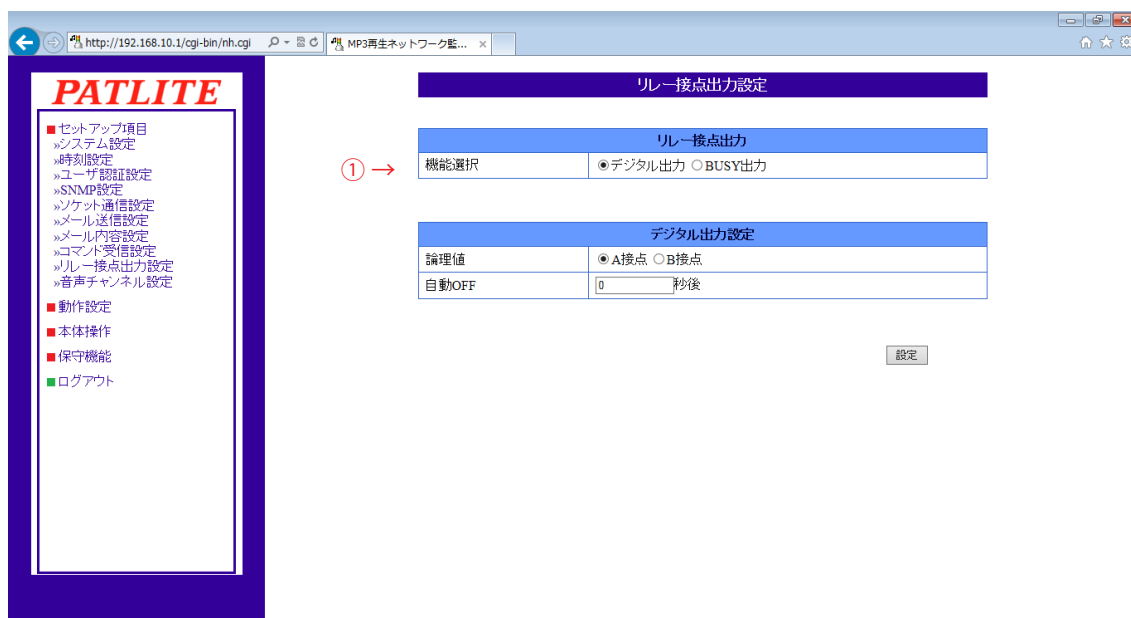 http://192.168.10.1/cgi-bin/nh.cgi
MP3再生ネットワーク監...
PATLITE
セットアップ項目
»システム設定
»時刻設定
»ユーザ認証設定
»SNMP設定
»ソケット通信設定
»メール送信設定
»メール内容設定
»コマンド受信設定
»リレー接点出力設定
»音声チャンネル設定
動作設定
本体操作
保守機能
ログアウト
リレー接点出力設定
リレー接点出力
① →
機能選択 デジタル出力 BUSY出力
デジタル出力設定
論理値 A接点 B接点
自動OFF 0 秒後
設定